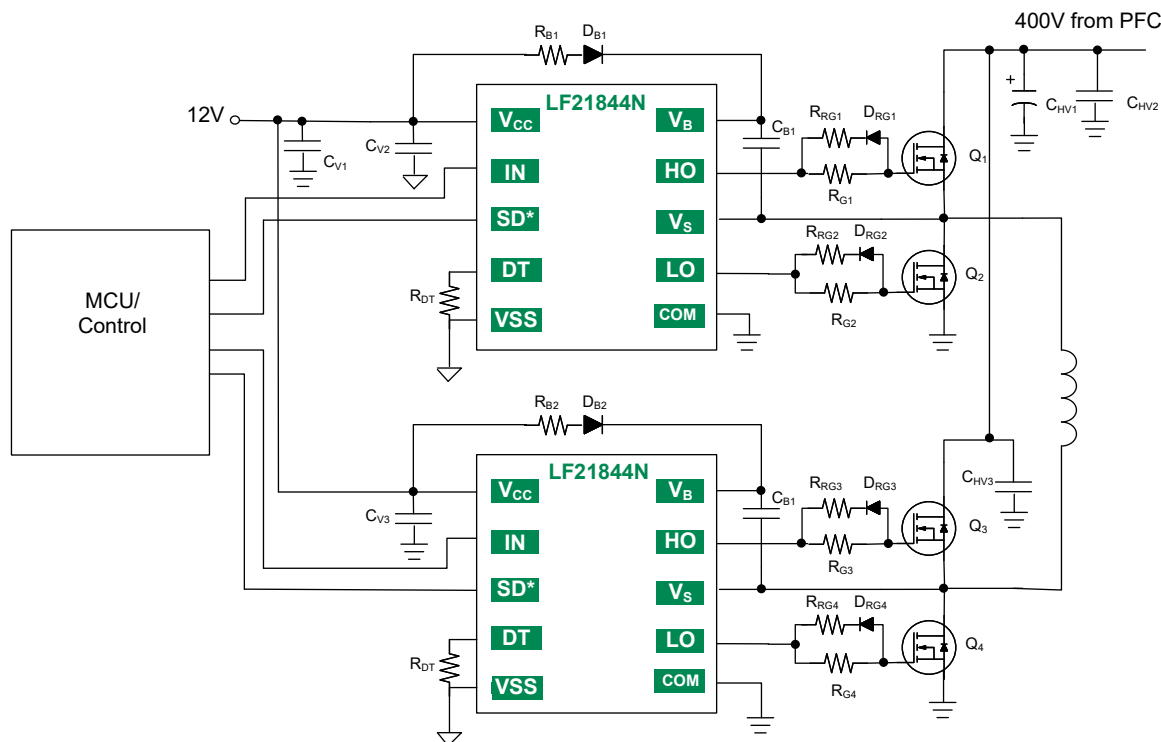 400V from PFC
RB1 DB1
LF21844N
12V
CV1
CV2
VCC
IN
SD*
DT
VSS
VB
HO
VS
LO
COM
CB1
RRG1 DRG1
RG1
Q1
CHV1
CHV2
+
RRG2 DRG2
RG2
Q2
RDT
MCU/
Control
RB2 DB2
LF21844N
CV3
VCC
IN
SD*
DT
VSS
VB
HO
VS
LO
COM
CB1
RRG3 DRG3
RG3
Q3
CHV3
RRG4 DRG4
RG4
Q4
RDT